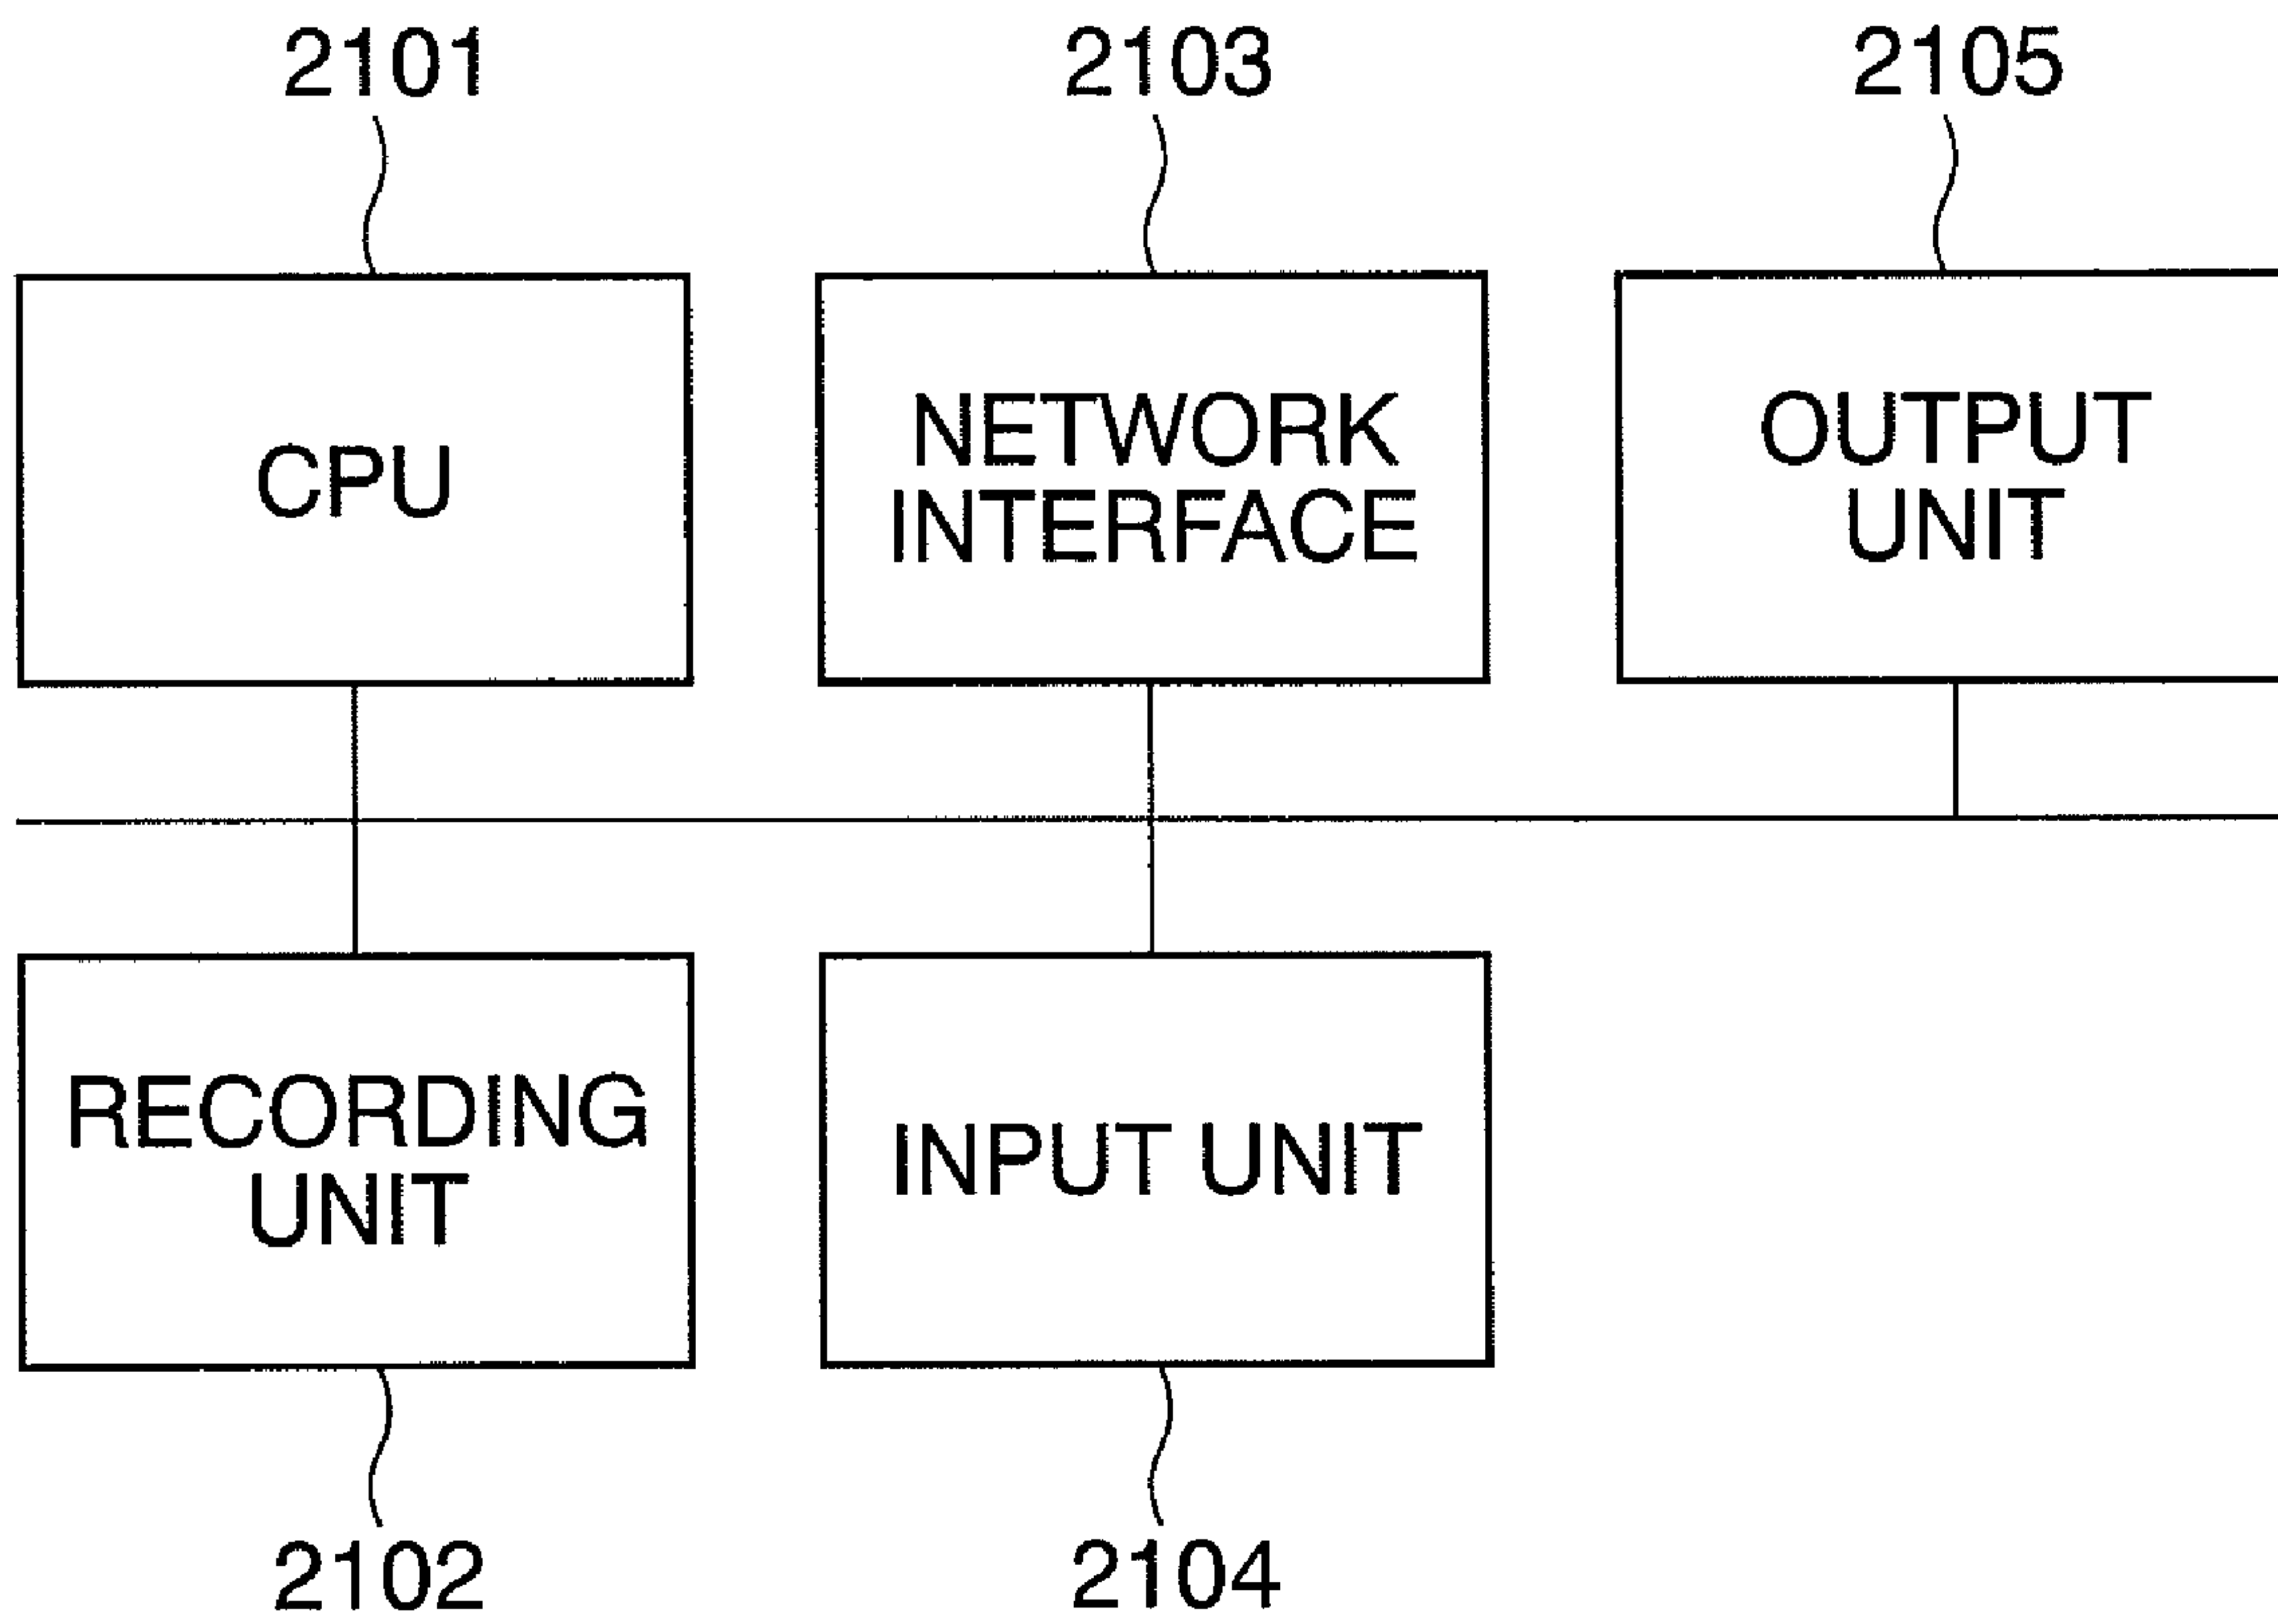 2101
2103
2105
CPU
NETWORK
INTERFACE
OUTPUT
UNIT
RECORDING
UNIT
INPUT UNIT
2102
2104